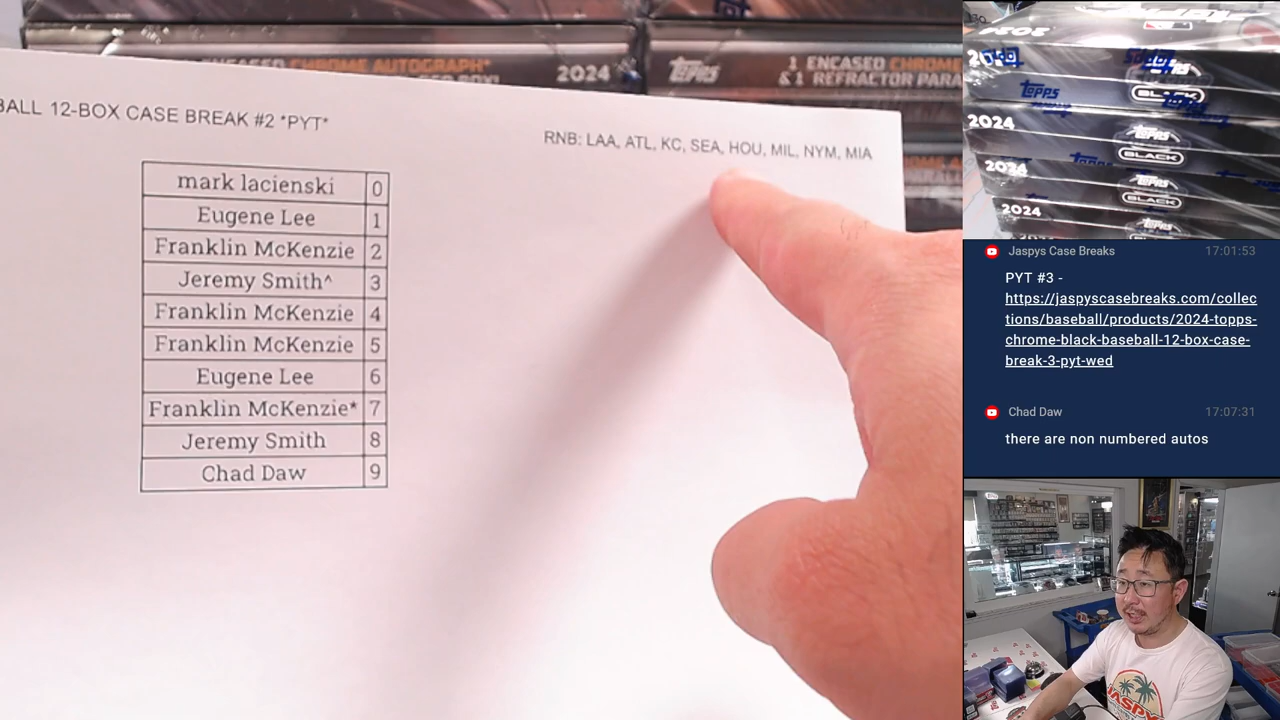 CHROME AUTOGRAPH*
2024
TOPPS
1 ENCASED CHROME
& 1 REFRACTOR PARA
BALL 12-BOX CASE BREAK #2 *PYT*
RNB: LAA, ATL, KC, SEA, HOU, MIL, NYM, MIA
mark lacienski 0
Eugene Lee 1
Franklin McKenzie 2
Jeremy Smith^ 3
Franklin McKenzie 4
Franklin McKenzie 5
Eugene Lee 6
Franklin McKenzie* 7
Jeremy Smith 8
Chad Daw 9
TOPPS
BLACK
2024
BLACK
2024
BLACK
2024
Jaspys Case Breaks 17:01:53
PYT #3 -
https://jaspyscasebreaks.com/collec
tions/baseball/products/2024-topps-
chrome-black-baseball-12-box-case-
break-3-pyt-wed
Chad Daw 17:07:31
there are non numbered autos